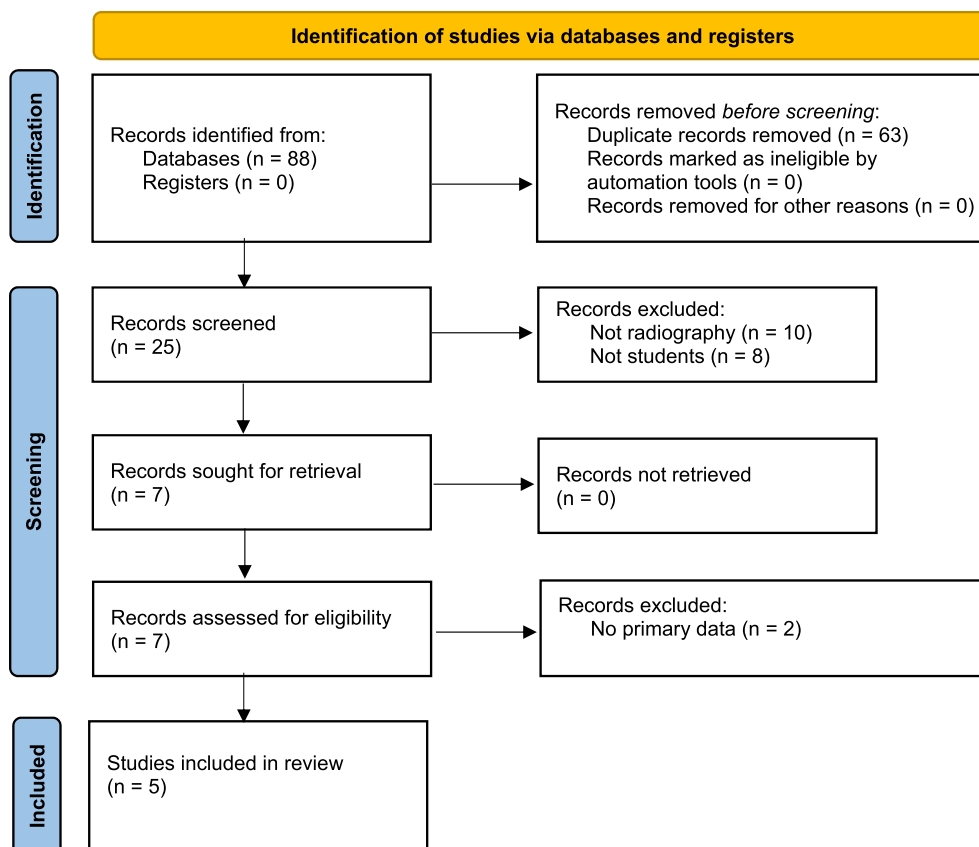 Identification of studies via databases and registers
Identification
Records identified from:
Databases (n = 88)
Registers (n = 0)
Records removed before screening:
Duplicate records removed (n = 63)
Records marked as ineligible by
automation tools (n = 0)
Records removed for other reasons (n = 0)
Screening
Records screened
(n = 25)
Records excluded:
Not radiography (n = 10)
Not students (n = 8)
Records sought for retrieval
(n = 7)
Records not retrieved
(n = 0)
Records assessed for eligibility
(n = 7)
Records excluded:
No primary data (n = 2)
Included
Studies included in review
(n = 5)